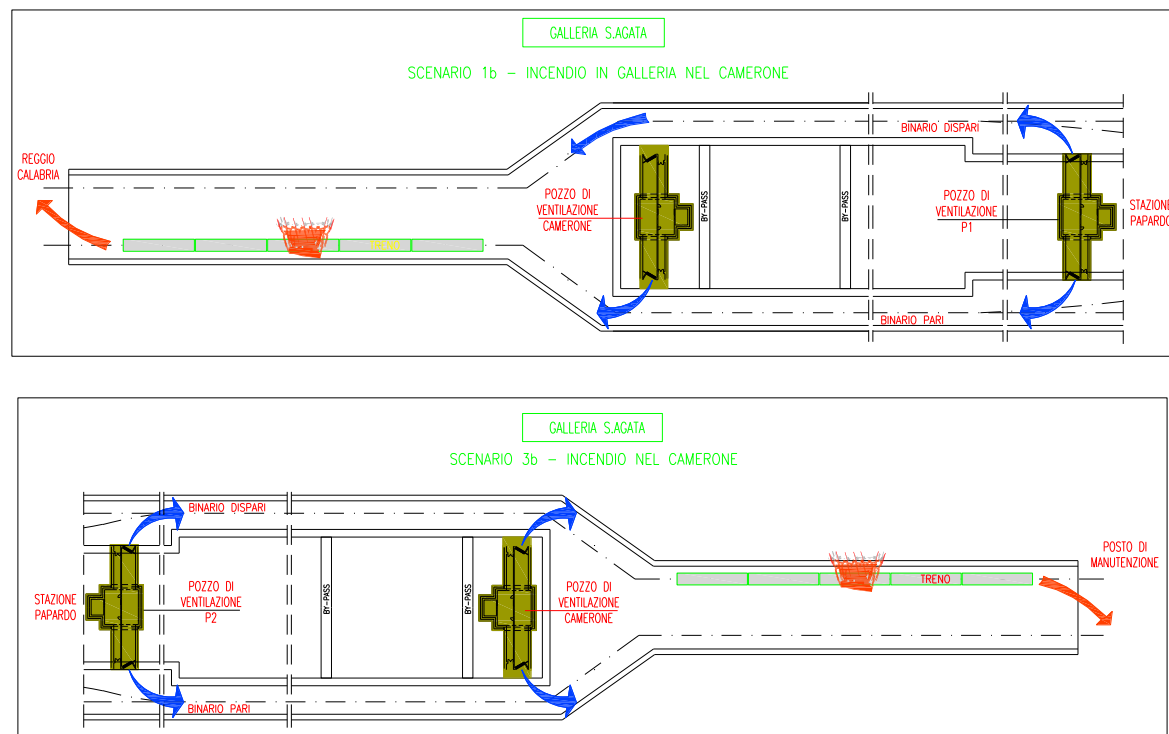 GALLERIA S.AGATA
SCENARIO 1b – INCENDIO IN GALLERIA NEL CAMERONE
BINARIO DISPARI
REGGIO
CALABRIA
POZZO DI
VENTILAZIONE
CAMERONE
BY-PASS
BY-PASS
POZZO DI
VENTILAZIONE
P1
STAZIONE
PAPARDO
TRENO
BINARIO PARI
GALLERIA S.AGATA
SCENARIO 3b – INCENDIO NEL CAMERONE
BINARIO DISPARI
STAZIONE
PAPARDO
POZZO DI
VENTILAZIONE
P2
BY-PASS
BY-PASS
POZZO DI
VENTILAZIONE
CAMERONE
TRENO
POSTO DI
MANUTENZIONE
BINARIO PARI